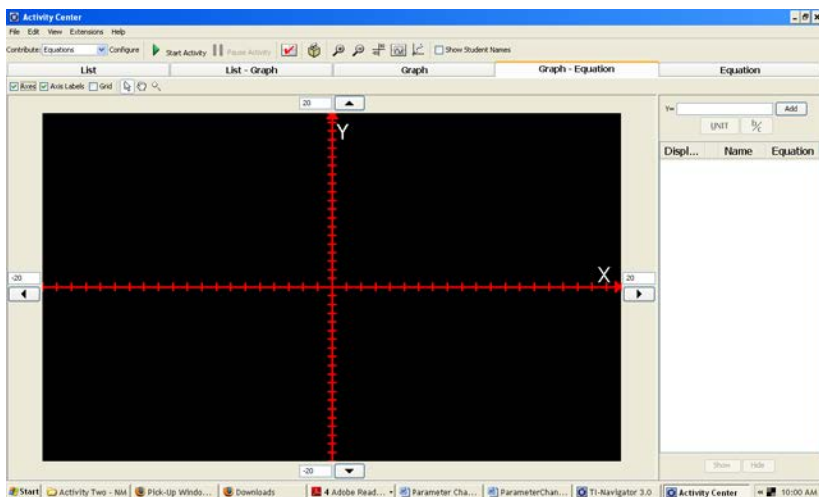 Activity Center
File Edit View Extensions Help
Contribute: Equations Configure Start Activity Pause Activity Show Student Names
List List - Graph Graph Graph - Equation Equation
Axes Axis Labels Grid
20
Y= Add
UNIT b/c
Displ... Name Equation
Y
X
-20 20
-20
Show Hide
Start Activity Two - NM Pick-Up Windo... Downloads 4 Adobe Read... Parameter Cha... ParameterChan... TI-Navigator 3.0 Activity Center 10:00 AM